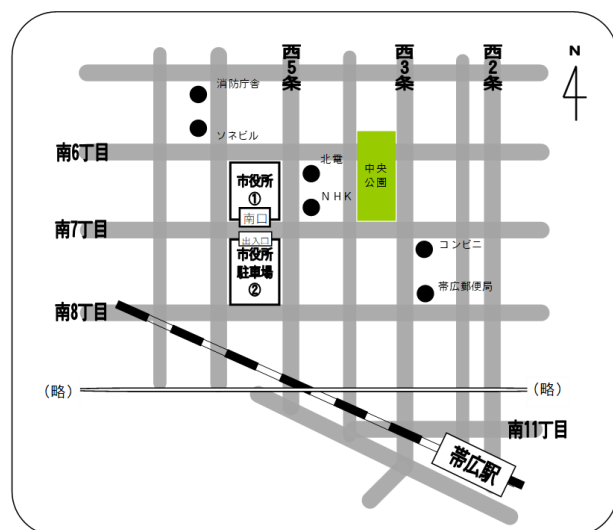 西5条
西3条
西2条
N
消防庁舎
ソネビル
南6丁目
北電
市役所
①
中央
公園
NHK
南口
南7丁目
出入口
コンビニ
市役所
駐車場
②
帯広郵便局
南8丁目
(略)
(略)
南11丁目
帯広駅